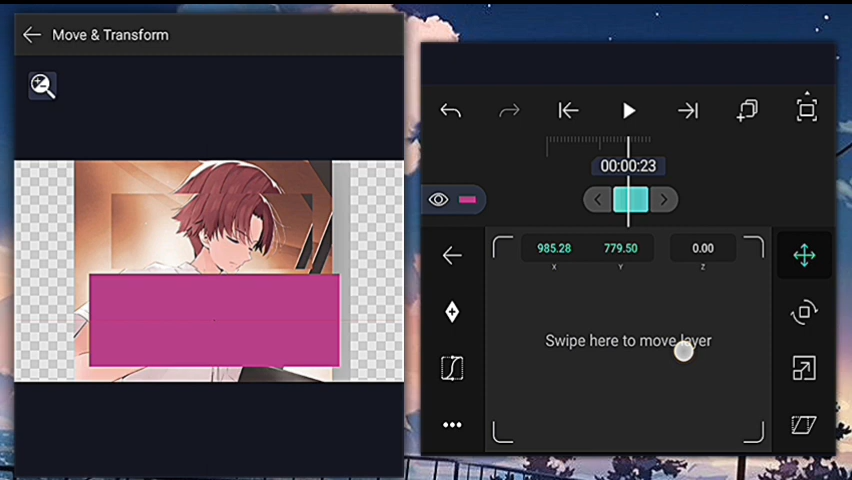 Move & Transform
00:00:23
985.28 779.50 0.00
X Y Z
Swipe here to move layer